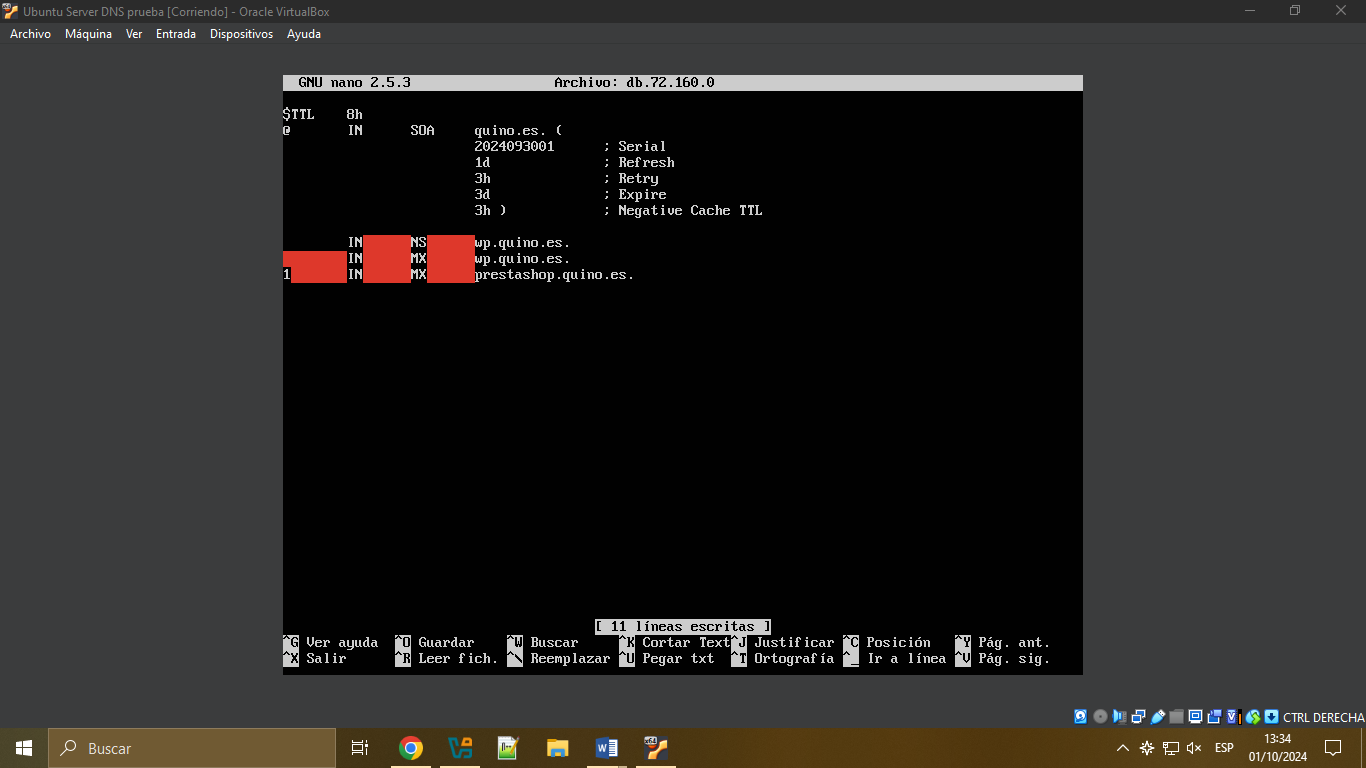 Ubuntu Server DNS prueba [Corriendo] - Oracle VirtualBox
Archivo Máquina Ver Entrada Dispositivos Ayuda
GNU nano 2.5.3 Archivo: db.72.160.0
$TTL 8h
@ IN SOA quino.es. (
2024093001 ; Serial
1d ; Refresh
3h ; Retry
3d ; Expire
3h ) ; Negative Cache TTL
IN NS wp.quino.es.
IN MX wp.quino.es.
1 IN MX prestashop.quino.es.
[ 11 líneas escritas ]
^G Ver ayuda ^O Guardar ^W Buscar ^K Cortar Text ^J Justificar ^C Posición ^Y Pág. ant.
^X Salir ^R Leer fich. ^\ Reemplazar ^U Pegar txt ^T Ortografía ^_ Ir a línea ^V Pág. sig.
CTRL DERECHA
Buscar
ESP
13:34
01/10/2024